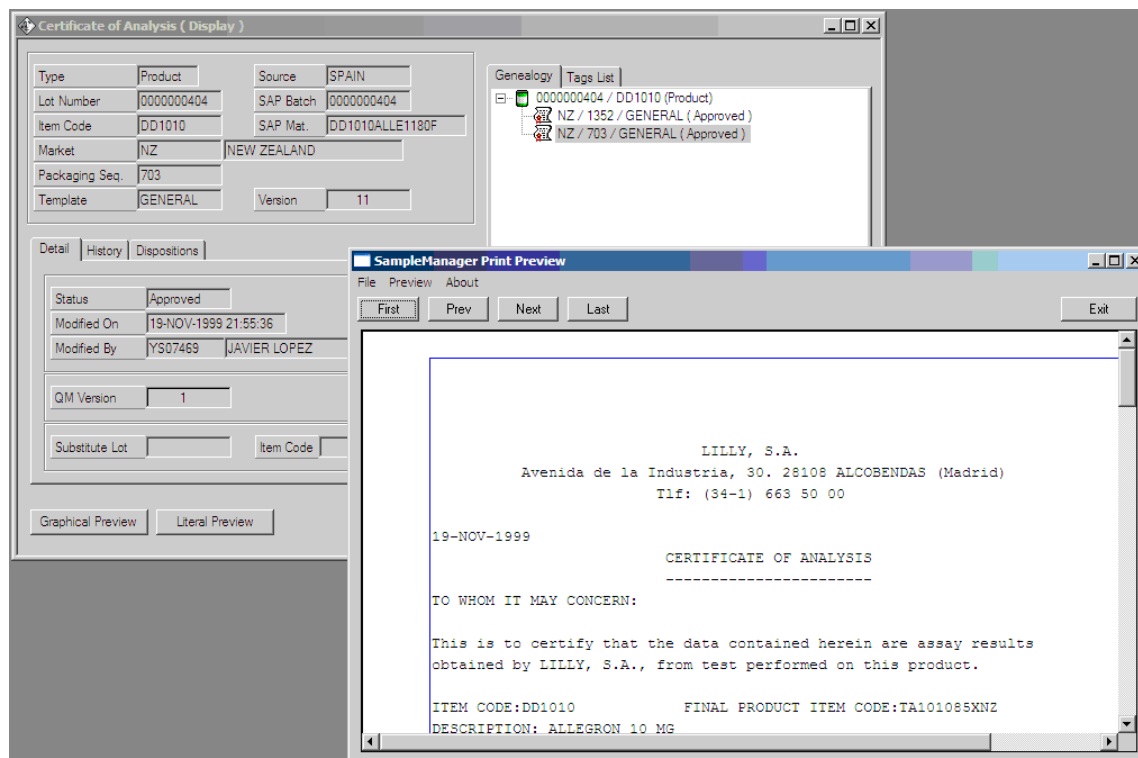 Certificate of Analysis ( Display )
Type Product Source SPAIN
Lot Number 0000000404 SAP Batch 0000000404
Item Code DD1010 SAP Mat. DD1010ALLE1180F
Market NZ NEW ZEALAND
Packaging Seq. 703
Template GENERAL Version 11
Genealogy Tags List
0000000404 / DD1010 (Product)
NZ / 1352 / GENERAL ( Approved )
NZ / 703 / GENERAL ( Approved )
Detail History Dispositions
Status Approved
Modified On 19-NOV-1999 21:55:36
Modified By YS07469 JAVIER LOPEZ
QM Version 1
Substitute Lot Item Code
Graphical Preview Literal Preview
SampleManager Print Preview
File Preview About
First Prev Next Last Exit
LILLY, S.A.
Avenida de la Industria, 30. 28108 ALCOBENDAS (Madrid)
Tlf: (34-1) 663 50 00
19-NOV-1999
CERTIFICATE OF ANALYSIS
-----------------------
TO WHOM IT MAY CONCERN:
This is to certify that the data contained herein are assay results
obtained by LILLY, S.A., from test performed on this product.
ITEM CODE:DD1010 FINAL PRODUCT ITEM CODE:TA101085XNZ
DESCRIPTION: ALLEGRON 10 MG